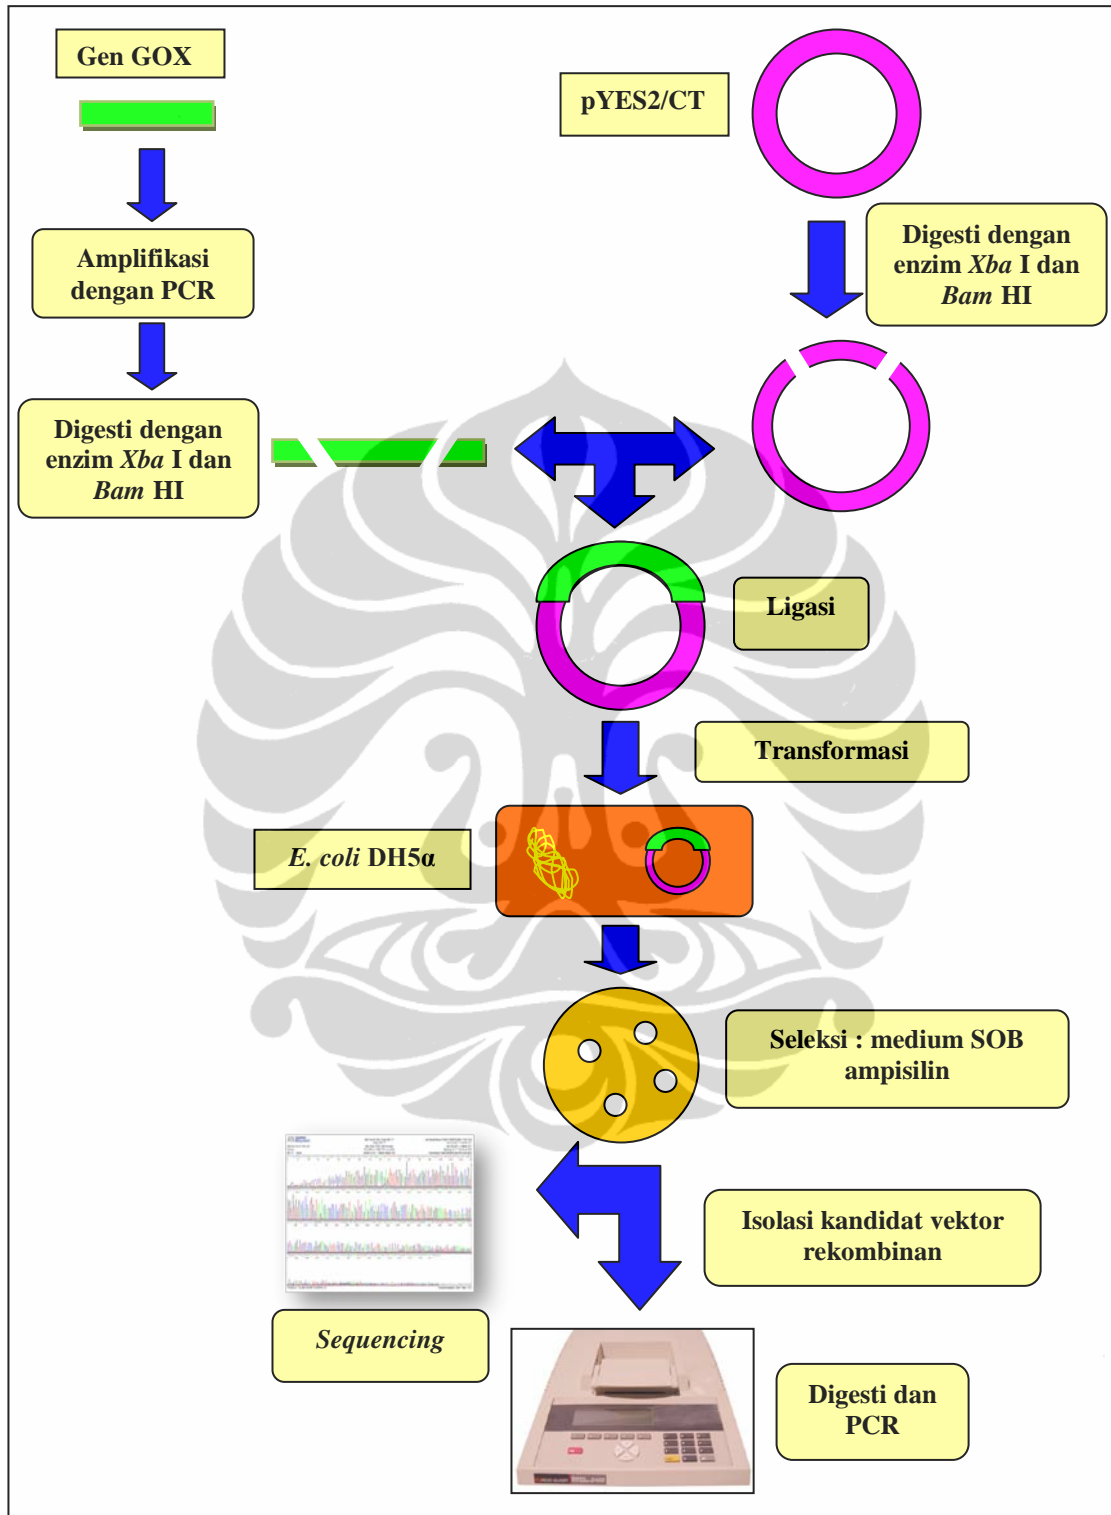 Gen GOX
pYES2/CT
Amplifikasi
dengan PCR
Digesti dengan
enzim Xba I dan
Bam HI
Digesti dengan
enzim Xba I dan
Bam HI
Ligasi
Transformasi
E. coli DH5α
Seleksi : medium SOB
ampisilin
Isolasi kandidat vektor
rekombinan
Sequencing
Digesti dan
PCR